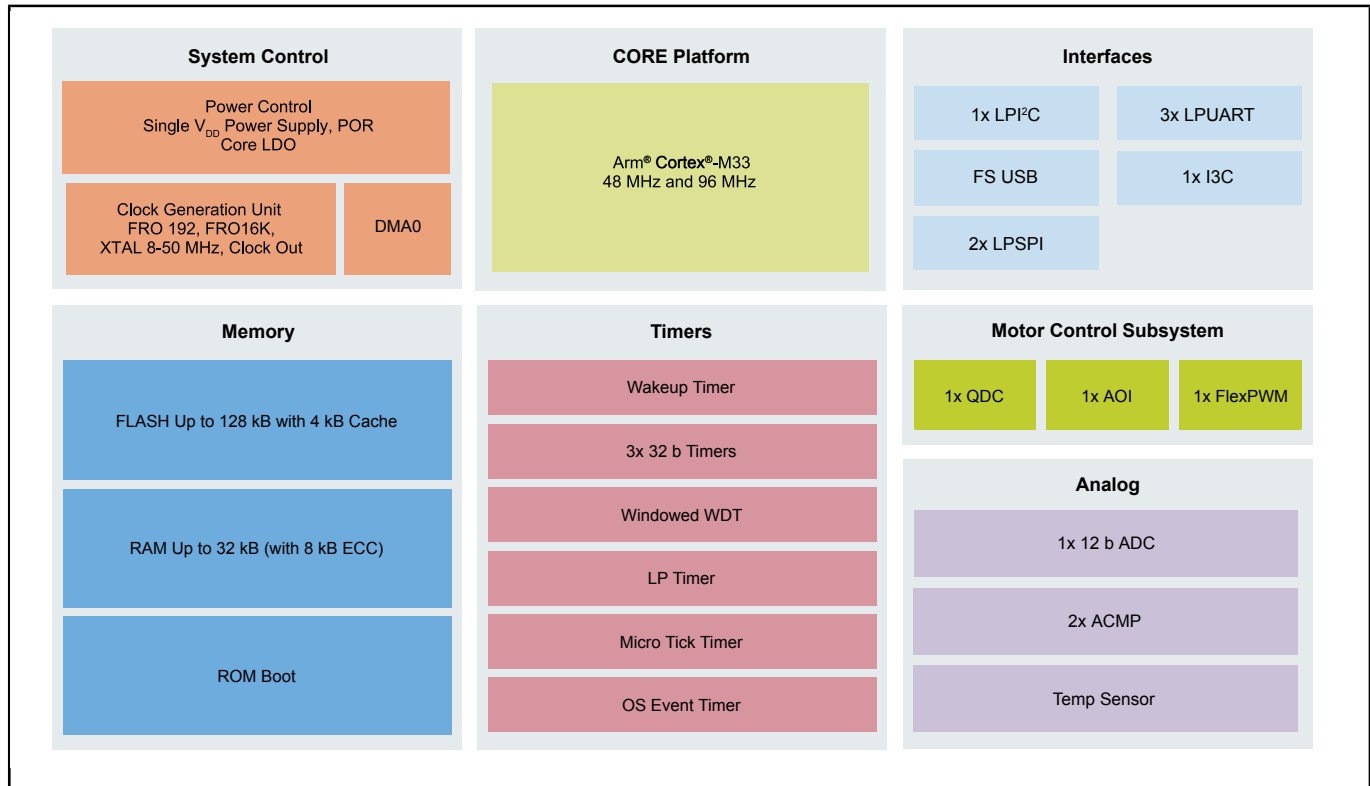 System Control
Power Control
Single VDD Power Supply, POR
Core LDO
Clock Generation Unit
FRO 192, FRO16K,
XTAL 8-50 MHz, Clock Out
DMA0
CORE Platform
Arm® Cortex®-M33
48 MHz and 96 MHz
Interfaces
1x LPI²C
3x LPUART
FS USB
1x I3C
2x LPSPI
Memory
FLASH Up to 128 kB with 4 kB Cache
RAM Up to 32 kB (with 8 kB ECC)
ROM Boot
Timers
Wakeup Timer
3x 32 b Timers
Windowed WDT
LP Timer
Micro Tick Timer
OS Event Timer
Motor Control Subsystem
1x QDC
1x AOI
1x FlexPWM
Analog
1x 12 b ADC
2x ACMP
Temp Sensor